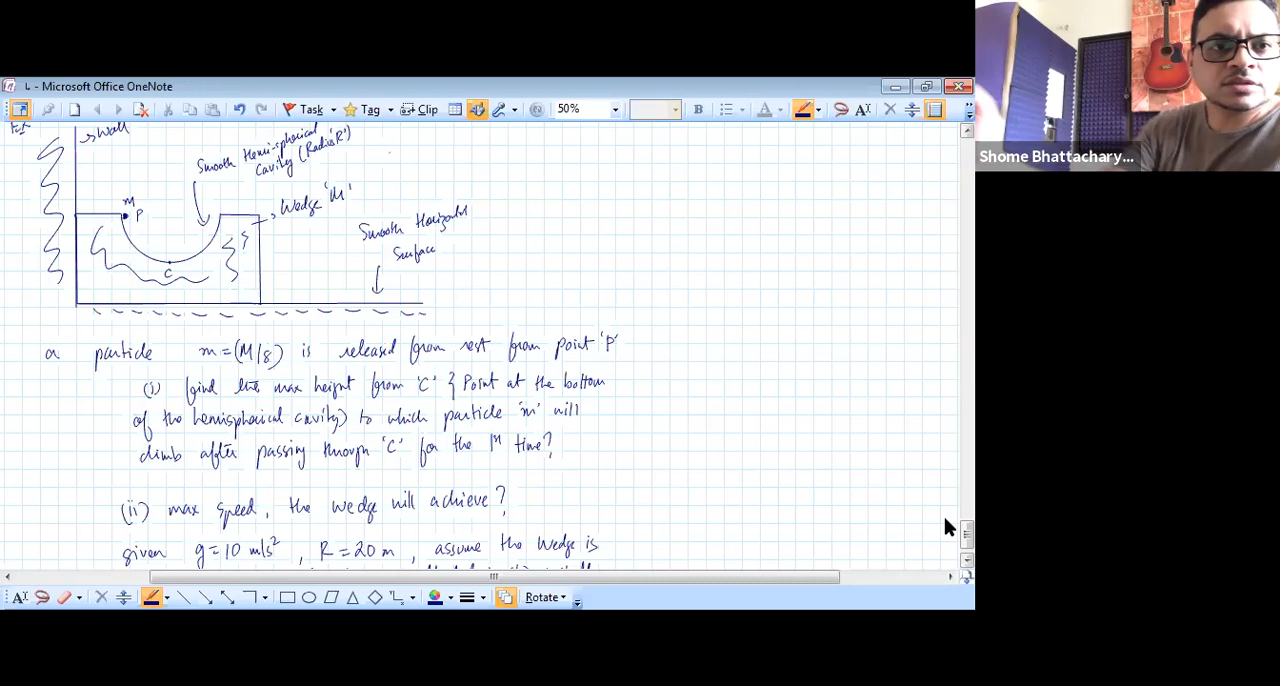 L - Microsoft Office OneNote
Task
Tag
Clip
50%
B
A
Shome Bhattachary...
Wall
Smooth Hemi-spherical
Cavity (Radius 'R')
m
P
Wedge 'M'
Smooth Horizontal
Surface
C
a particle m=(M/8) is released from rest from point 'P'
(i) find the max height from 'C' { Point at the bottom
of the hemispherical cavity) to which particle 'm' will
climb after passing through 'C' for the 1st time?
(ii) max speed, the wedge will achieve?
given g=10 m/s², R=20 m, assume the wedge is
Rotate